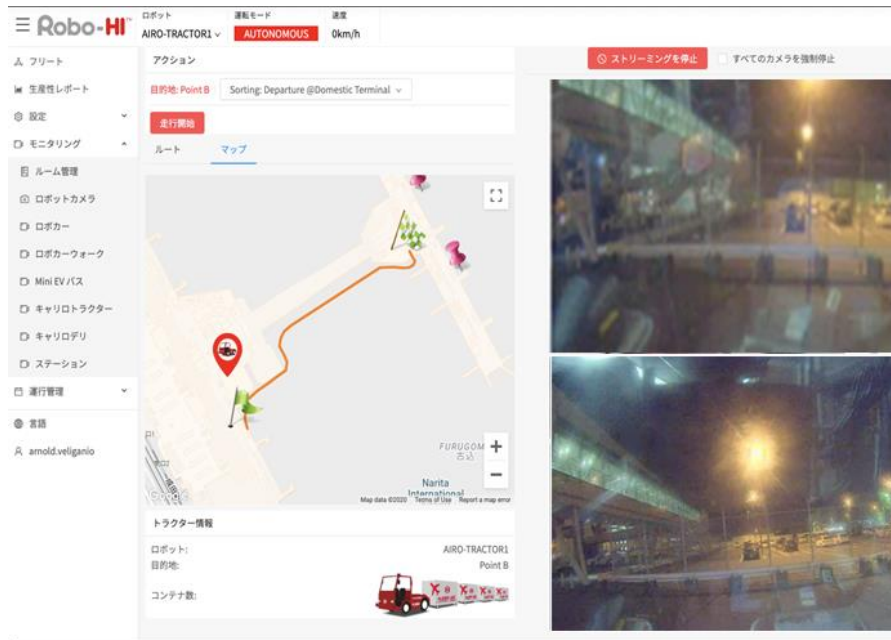 Robo-HI™
ロボット
AIRO-TRACTOR1
運転モード
AUTONOMOUS
速度
0km/h
フリート
生産性レポート
設定
モニタリング
ルーム管理
ロボットカメラ
ロボカー
ロボカーウォーク
Mini EV バス
キャリロトラクター
キャリロデリ
ステーション
運行管理
言語
arnold.veliganio
アクション
目的地: Point B
Sorting: Departure @Domestic Terminal
走行開始
ルート
マップ
FURUGOM
古込
Narita
International
Google
Map data ©2020
Terms of Use
Report a map error
トラクター情報
ロボット:
AIRO-TRACTOR1
目的地:
Point B
コンテナ数:
ストリーミングを停止
すべてのカメラを強制停止